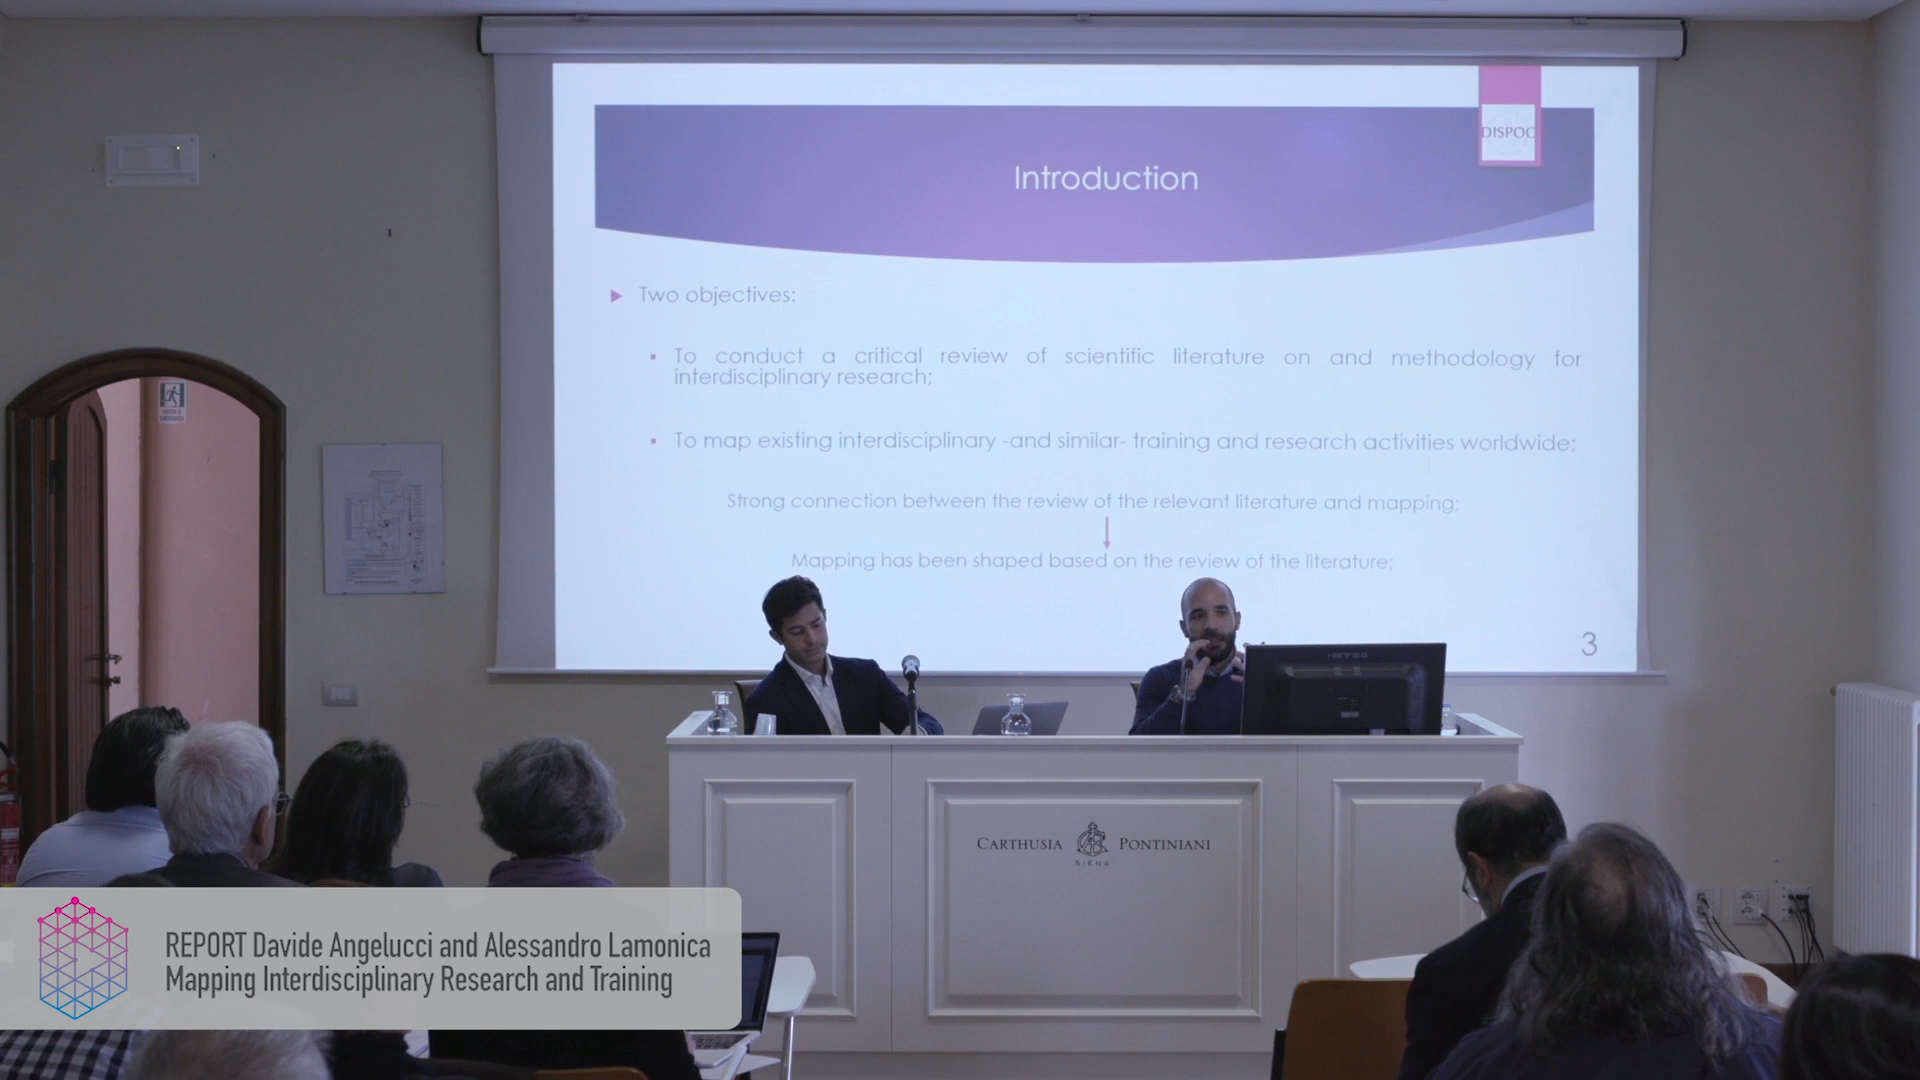 DISPOC
Introduction
Two objectives:
To conduct a critical review of scientific literature on and methodology for
interdisciplinary research;
To map existing interdisciplinary -and similar- training and research activities worldwide;
Strong connection between the review of the relevant literature and mapping;
Mapping has been shaped based on the review of the literature;
3
CARTHUSIA PONTINIANI
SIENA
REPORT Davide Angelucci and Alessandro Lamonica
Mapping Interdisciplinary Research and Training